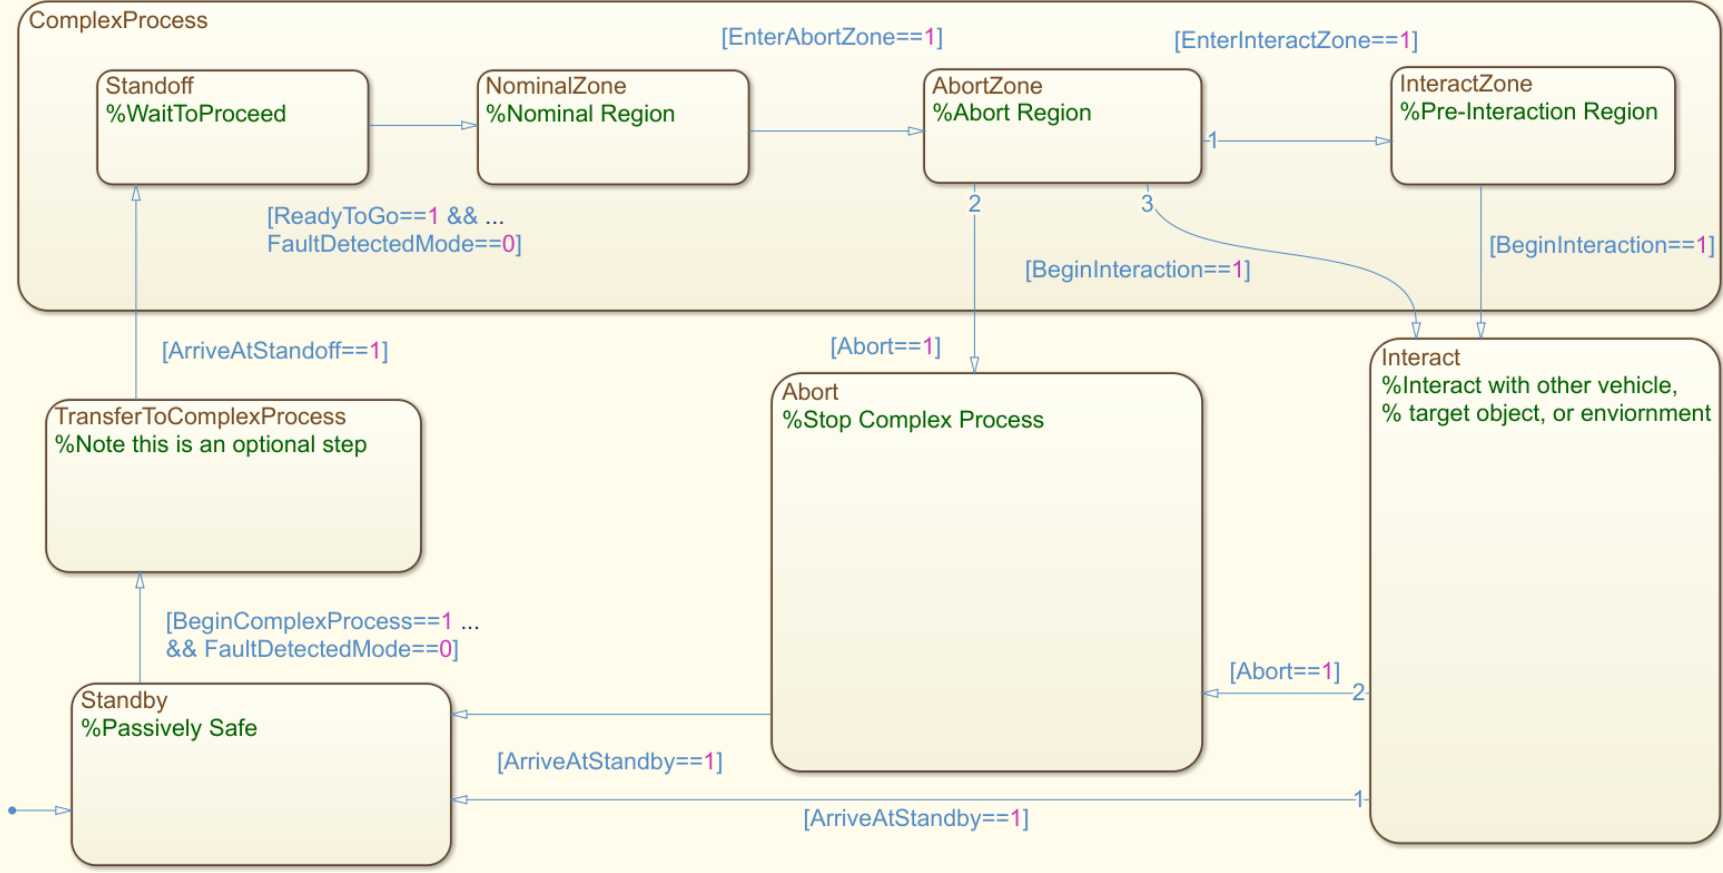 ComplexProcess
[EnterAbortZone==1]
[EnterInteractZone==1]
Standoff
%WaitToProceed
NominalZone
%Nominal Region
AbortZone
%Abort Region
InteractZone
%Pre-Interaction Region
1
2
3
[ReadyToGo==1 && ...
FaultDetectedMode==0]
[BeginInteraction==1]
[BeginInteraction==1]
[ArriveAtStandoff==1]
[Abort==1]
TransferToComplexProcess
%Note this is an optional step
Abort
%Stop Complex Process
Interact
%Interact with other vehicle,
% target object, or enviornment
[BeginComplexProcess==1 ...
&& FaultDetectedMode==0]
[Abort==1]
2
Standby
%Passively Safe
[ArriveAtStandby==1]
1
[ArriveAtStandby==1]